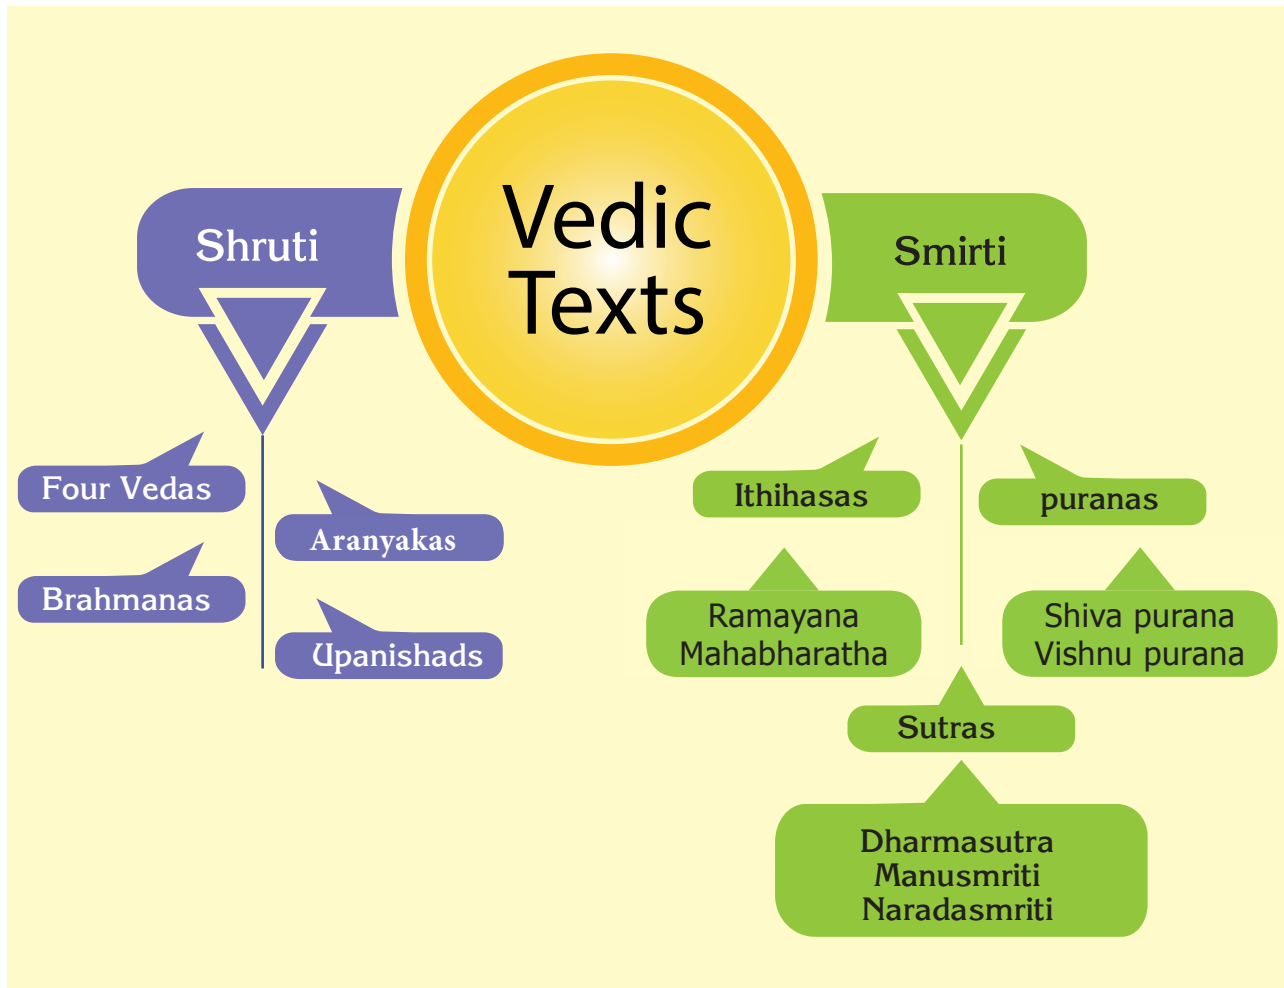 Vedic
Texts
Shruti
Four Vedas
Aranyakas
Brahmanas
Upanishads
Smirti
Ithihasas
puranas
Ramayana
Mahabharatha
Shiva purana
Vishnu purana
Sutras
Dharmasutra
Manusmriti
Naradasmriti